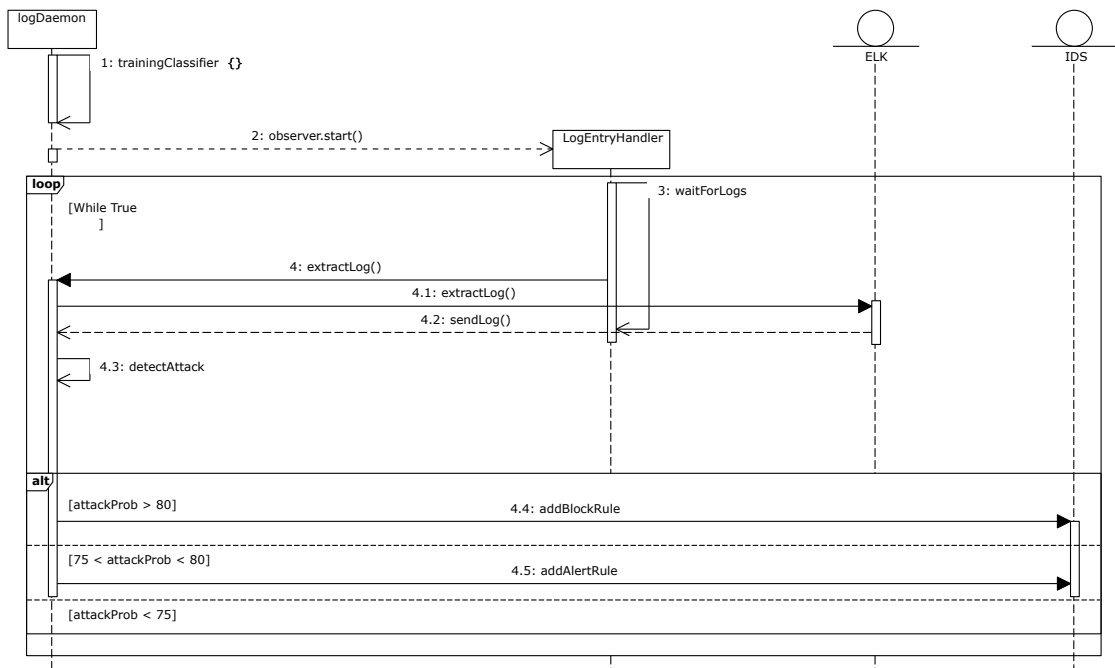 logDaemon
ELK
IDS
1: trainingClassifier {}
2: observer.start()
LogEntryHandler
loop
3: waitForLogs
[While True
]
4: extractLog()
4.1: extractLog()
4.2: sendLog()
4.3: detectAttack
alt
[attackProb > 80]
4.4: addBlockRule
[75 < attackProb < 80]
4.5: addAlertRule
[attackProb < 75]